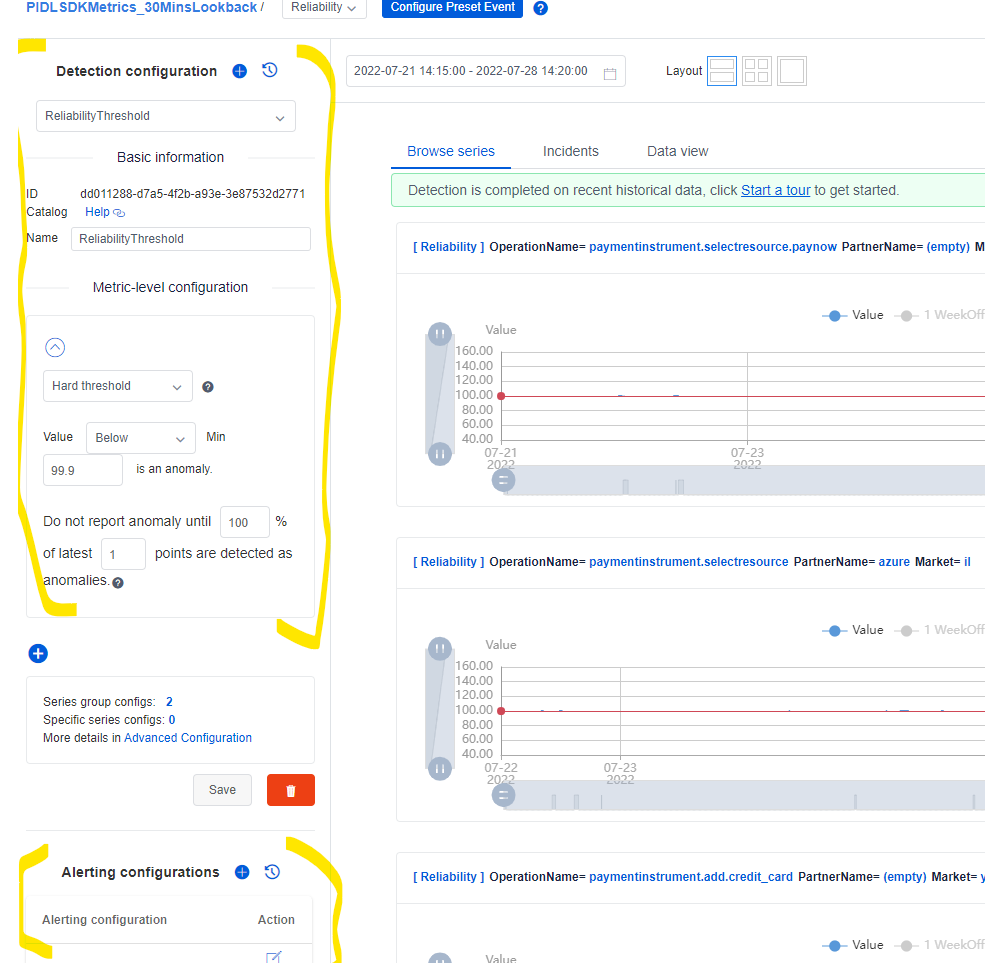 PIDLSDKMetrics_30MinsLookback /
Reliability
Configure Preset Event
?
Detection configuration
ReliabilityThreshold
Basic information
ID dd011288-d7a5-4f2b-a93e-3e87532d2771
Catalog Help
Name ReliabilityThreshold
Metric-level configuration
Hard threshold
?
Value Below Min
99.9 is an anomaly.
Do not report anomaly until 100 %
of latest 1 points are detected as
anomalies. ?
Series group configs: 2
Specific series configs: 0
More details in Advanced Configuration
Save
Alerting configurations
Alerting configuration Action
2022-07-21 14:15:00 - 2022-07-28 14:20:00
Layout
Browse series Incidents Data view
Detection is completed on recent historical data, click Start a tour to get started.
[ Reliability ] OperationName= paymentinstrument.selectresource.paynow PartnerName= (empty) M
Value 1 WeekOff
Value
160.00
140.00
120.00
100.00
80.00
60.00
40.00
07-21 07-23
2022 2022
[ Reliability ] OperationName= paymentinstrument.selectresource PartnerName= azure Market= il
Value 1 WeekOff
Value
160.00
140.00
120.00
100.00
80.00
60.00
40.00
07-22 07-23
2022 2022
[ Reliability ] OperationName= paymentinstrument.add.credit_card PartnerName= (empty) Market= y
Value 1 WeekOff
Value